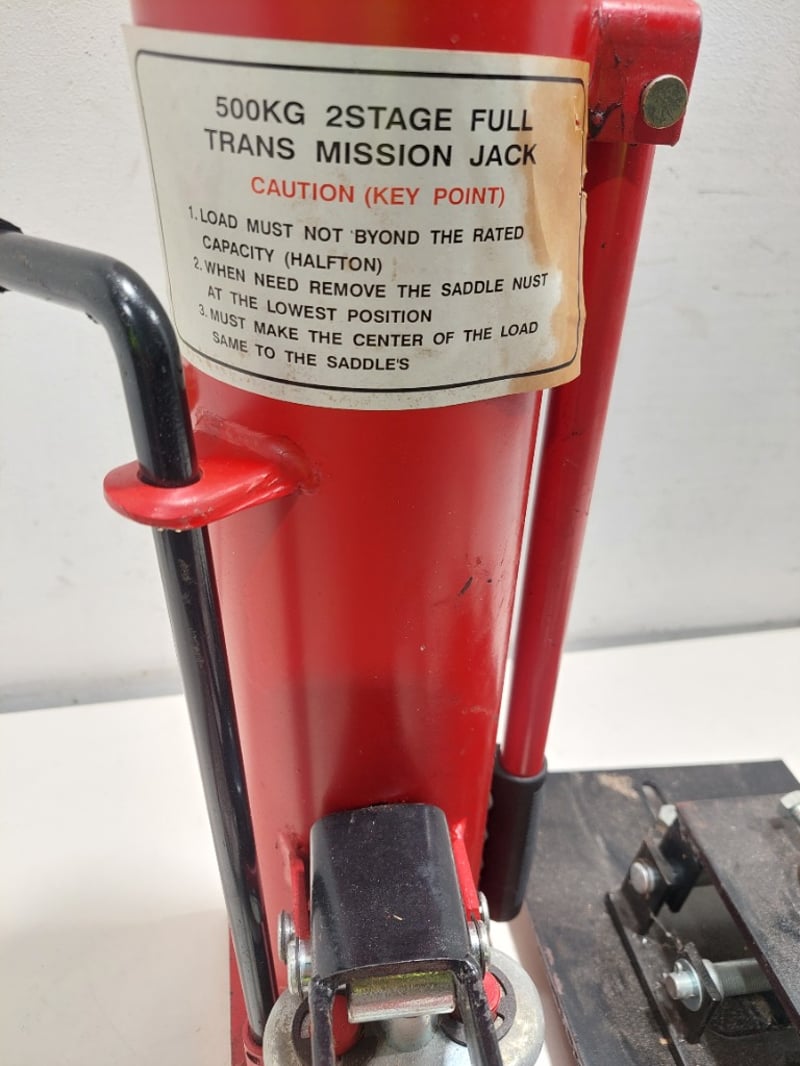 500KG 2STAGE FULL
TRANS MISSION JACK
CAUTION (KEY POINT)
1. LOAD MUST NOT BYOND THE RATED
CAPACITY (HALFTON)
2. WHEN NEED REMOVE THE SADDLE NUST
AT THE LOWEST POSITION
3. MUST MAKE THE CENTER OF THE LOAD
SAME TO THE SADDLE'S